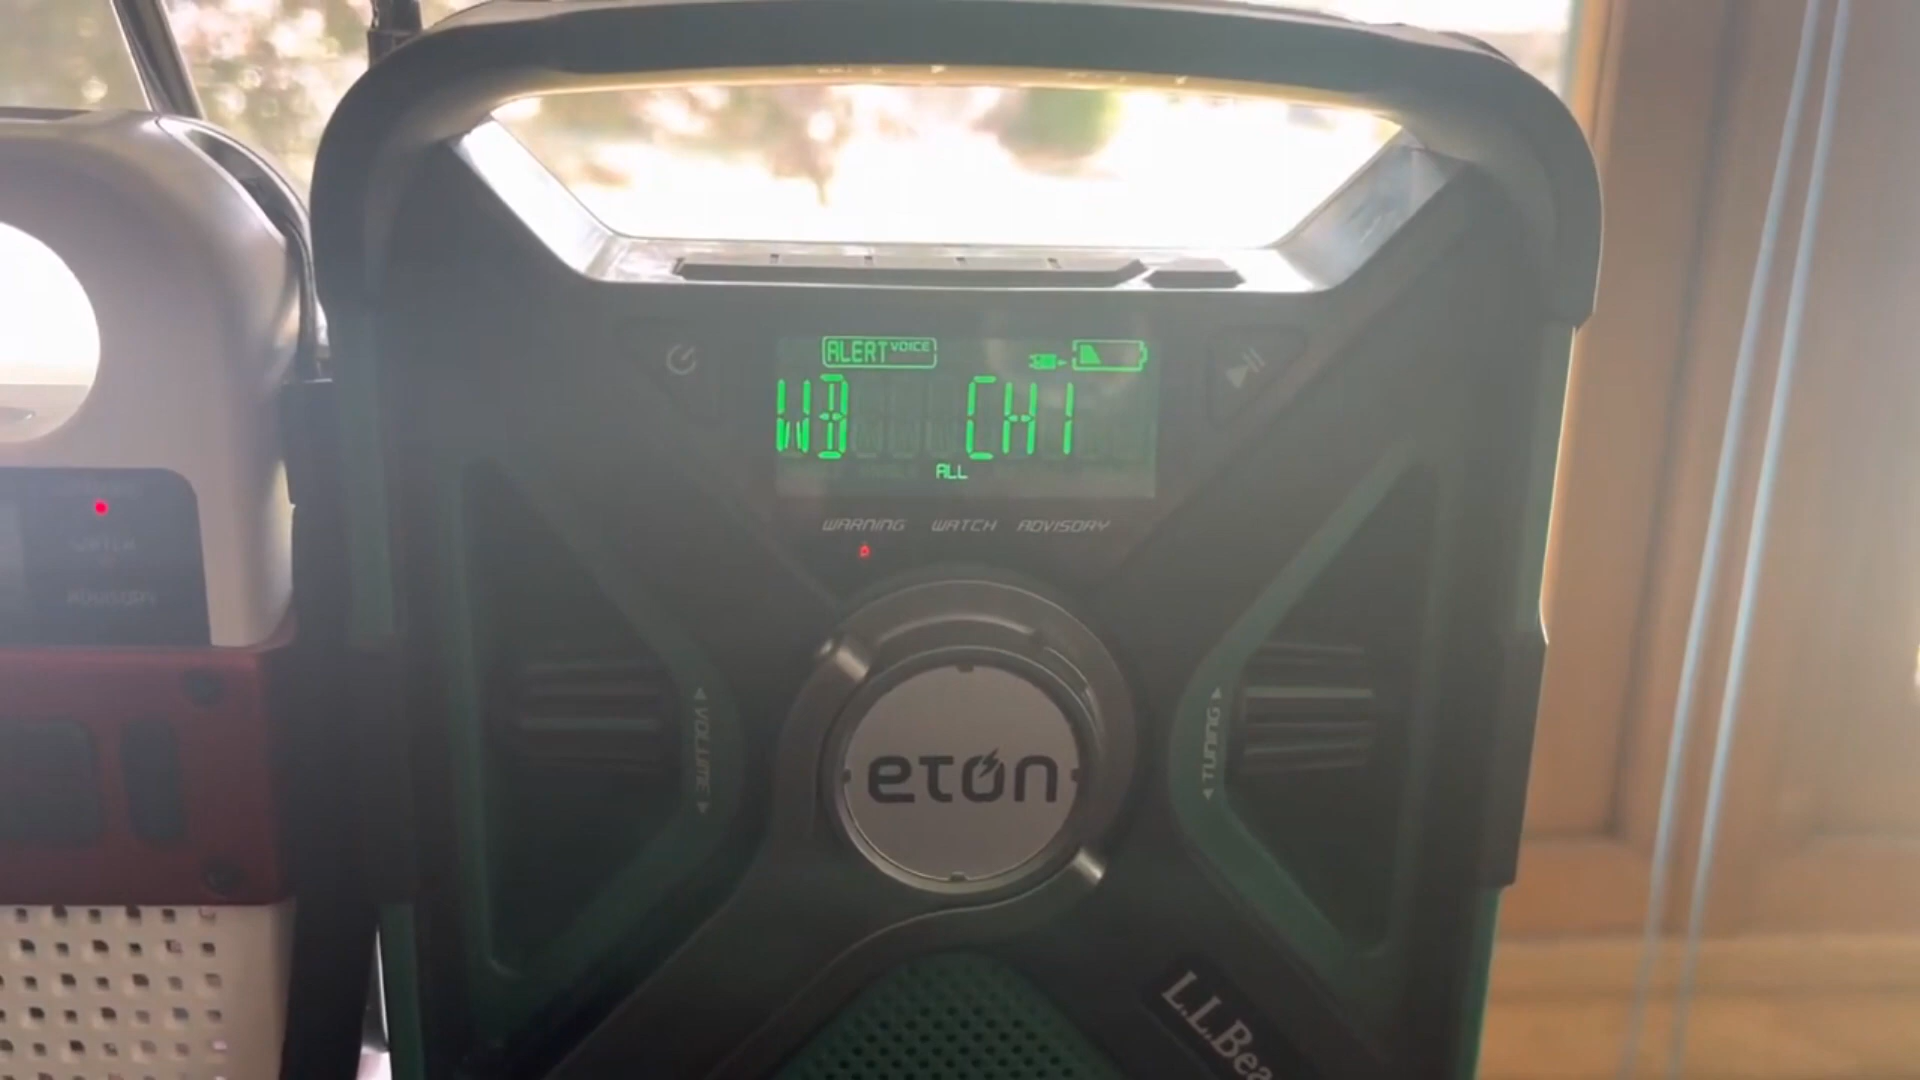 ALERT VOICE
WB CH1
ALL
WARNING WATCH ADVISORY
VOLUME
TUNING
etón
L.L.Bea